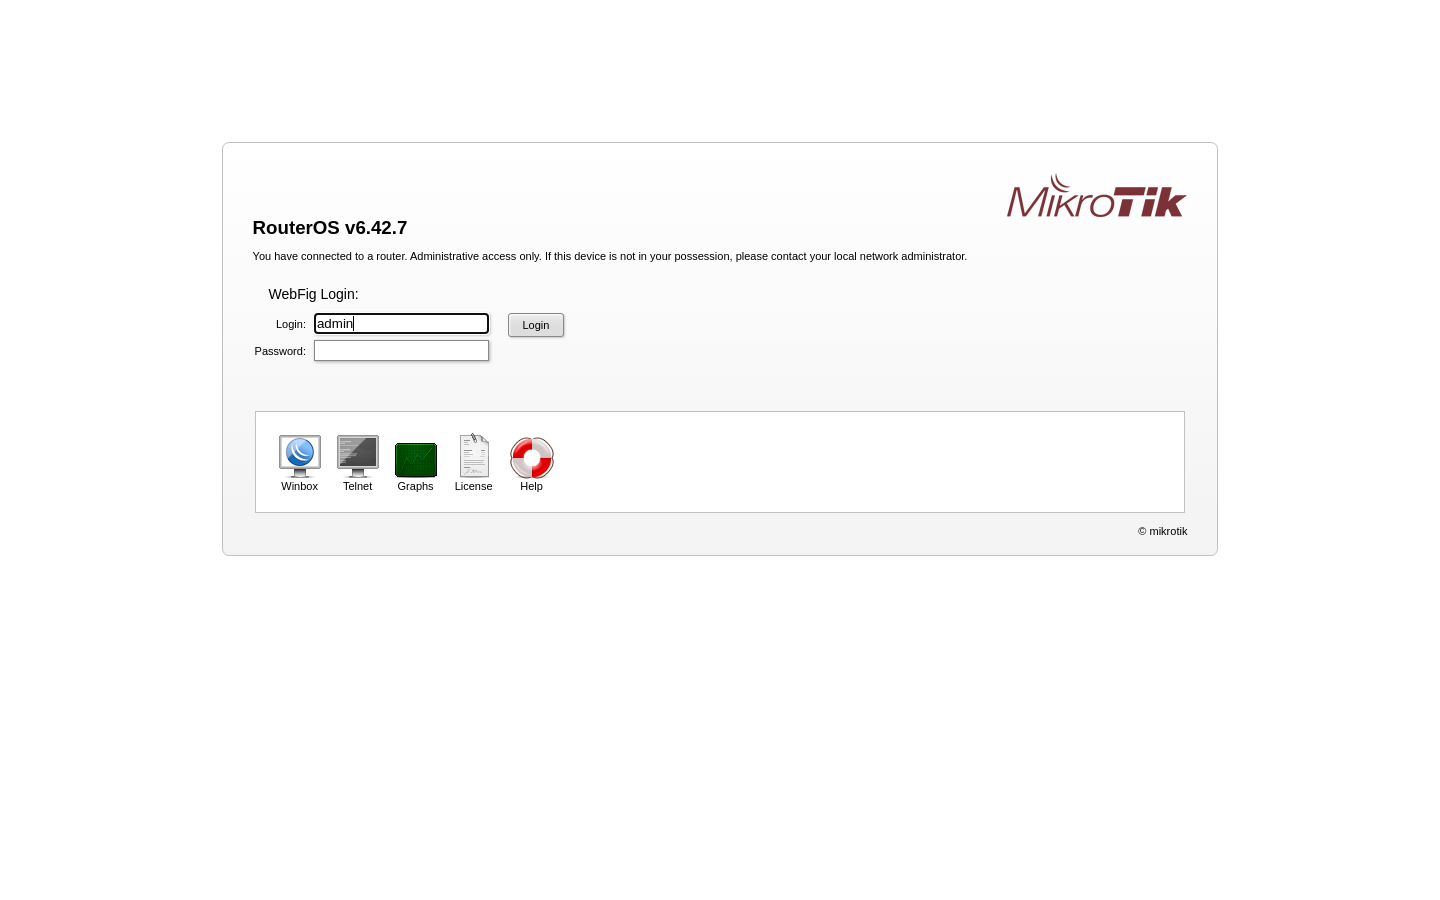 MikroTik
RouterOS v6.42.7
You have connected to a router. Administrative access only. If this device is not in your possession, please contact your local network administrator.
WebFig Login:
Login: admin Login
Password:
Winbox Telnet Graphs License Help
© mikrotik